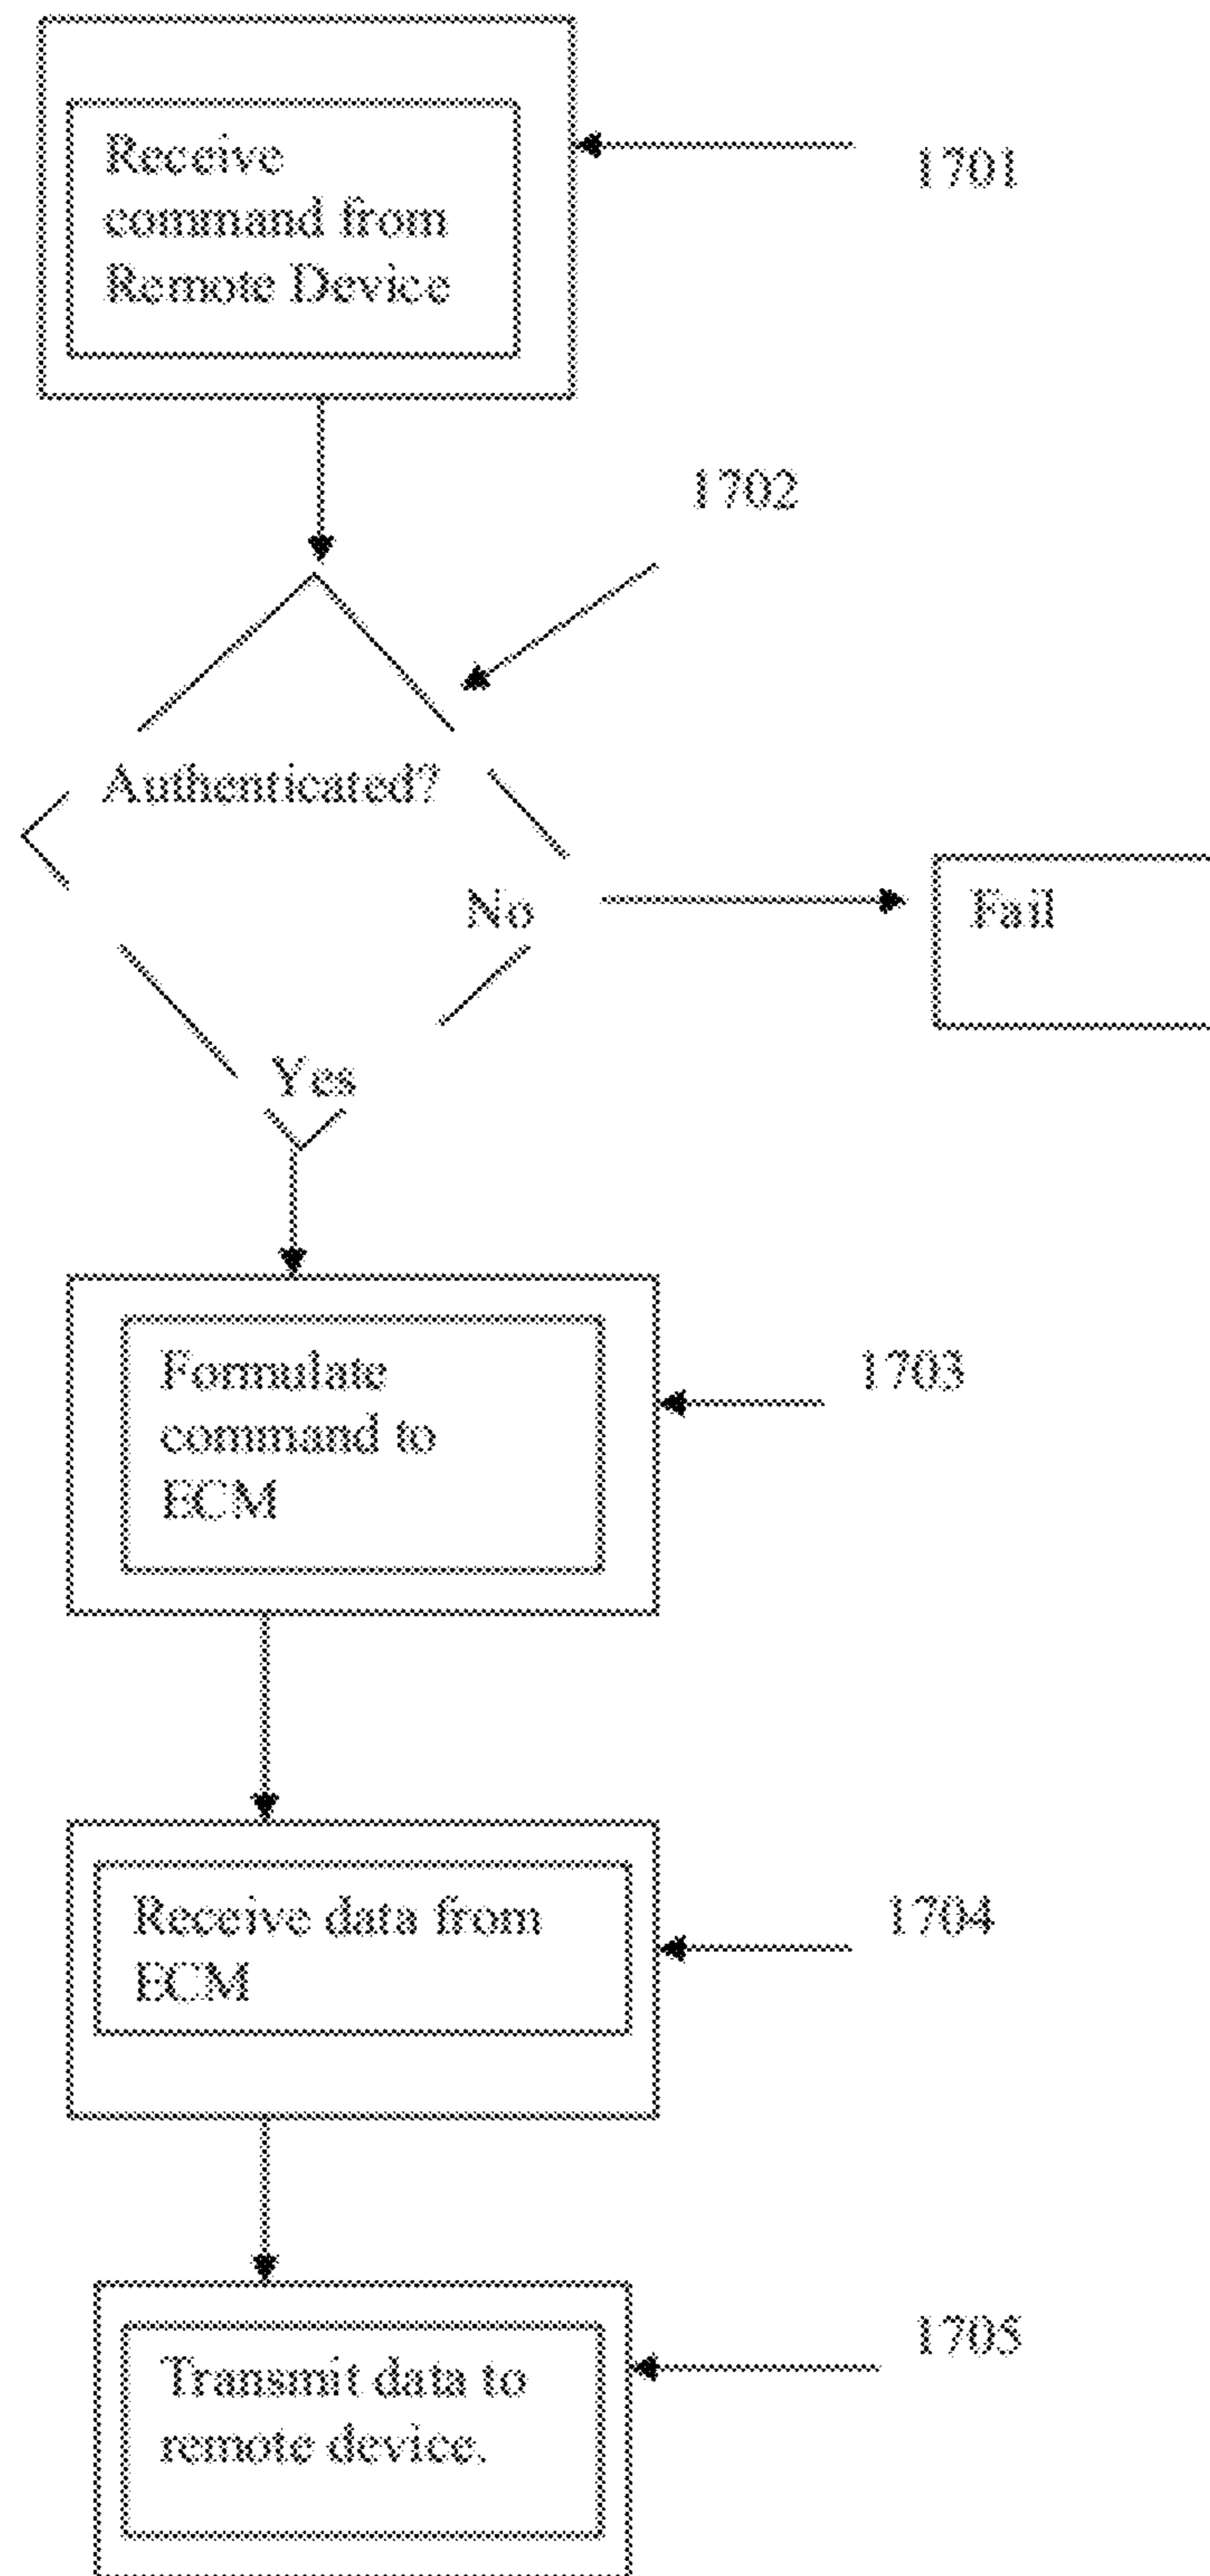 Receive
command from
Remote Device
1701
1702
Authenticated?
No
Fail
Yes
Formulate
command to
ECM
1703
Receive data from
ECM
1704
Transmit data to
remote device.
1705